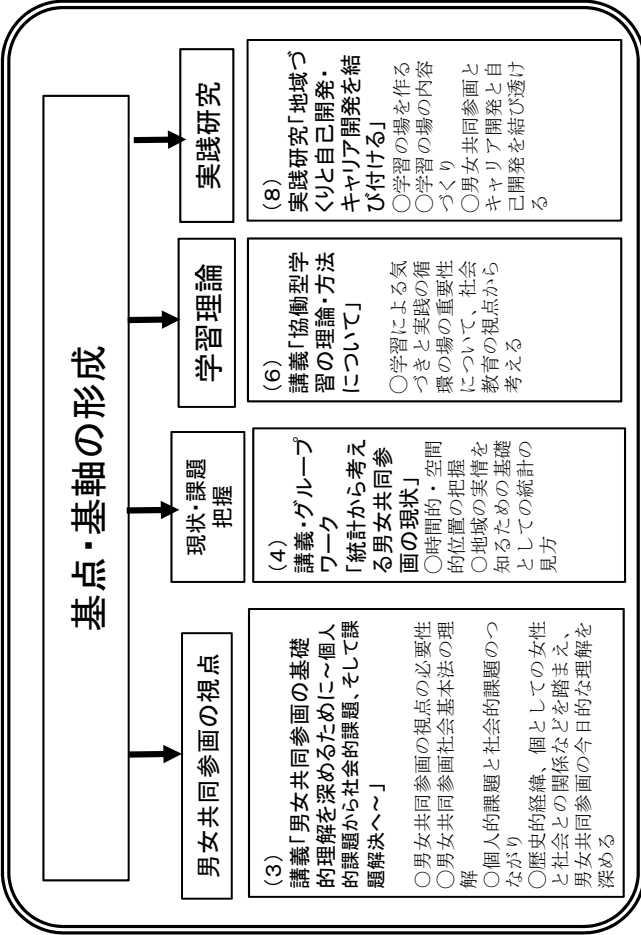 基点・基軸の形成
男女共同参画の視点
(3)
講義「男女共同参画の基礎
的理解を深めるために～個人
的課題から社会的課題、そして課
題解決へ～」
○男女共同参画の視点の必要性
○男女共同参画社会基本法の理
解
○個人的課題と社会的課題のつ
ながり
○歴史的経緯、個としての女性
と社会との関係などを踏まえ、
男女共同参画の今日的な理解を
深める
現状・課題
把握
(4)
講義・グループ
ワーク
「統計から考え
る男女共同参
画の現状」
○時間的・空間
的位置の把握
○地域の実情を
知るための基礎
としての統計の
見方
学習理論
(6)
講義「協働型学
習の理論・方法
について」
○学習による気
づきと実践の循
環の場の重要性
について、社会
教育の視点から
考える
実践研究
(8)
実践研究「地域づ
くりと自己開発・
キャリア開発を結
び付ける」
○学習の場を作る
○学習の場の内容
づくり
○男女共同参画と
キャリア開発と自
己開発を結び透け
る